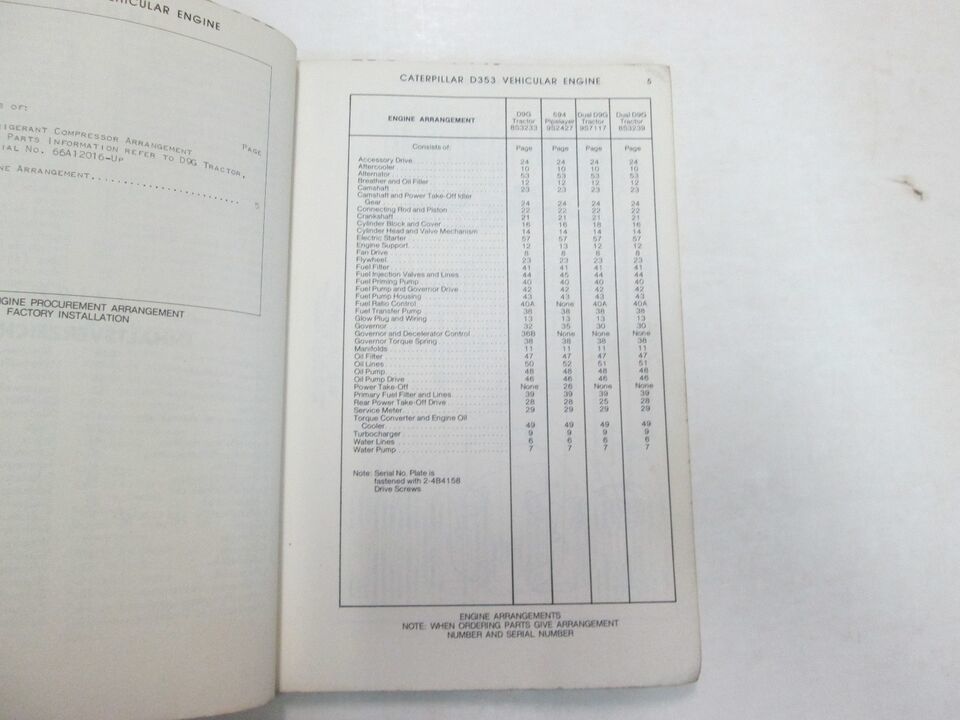 HICULAR ENGINE
S OF:
IGERANT COMPRESSOR ARRANGEMENT PAGE
PARTS INFORMATION REFER TO D9G TRACTOR,
IAL NO. 66A12016-UP
NE ARRANGEMENT........................ 5
GINE PROCUREMENT ARRANGEMENT
FACTORY INSTALLATION
CATERPILLAR D353 VEHICULAR ENGINE 5
ENGINE ARRANGEMENT
D9G Tractor 8S3233
594 Pipelayer 9S2427
Dual D9G Tractor 9S7117
Dual D9G Tractor 8S3239
Consists of: Page Page Page Page
Accessory Drive 24 24 24 24
Aftercooler 10 10 10 10
Alternator 53 53 53 53
Breather and Oil Filler 12 12 12 12
Camshaft 23 23 23 23
Camshaft and Power Take-Off Idler
Gear 24 24 24 24
Connecting Rod and Piston 22 22 22 22
Crankshaft 21 21 21 21
Cylinder Block and Cover 16 16 18 16
Cylinder Head and Valve Mechanism 14 14 14 14
Electric Starter 57 57 57 57
Engine Support 12 13 12 12
Fan Drive 8 8 8 8
Flywheel 23 23 23 23
Fuel Filter 41 41 41 41
Fuel Injection Valves and Lines 44 45 44 44
Fuel Priming Pump 40 40 40 40
Fuel Pump and Governor Drive 42 42 42 42
Fuel Pump Housing 43 43 43 43
Fuel Ratio Control 40A None 40A 40A
Fuel Transfer Pump 38 38 38 38
Glow Plug and Wiring 13 13 13 13
Governor 32 35 30 30
Governor and Decelerator Control 36B None None None
Governor Torque Spring 38 38 38 38
Manifolds 11 11 11 11
Oil Filter 47 47 47 47
Oil Lines 50 52 51 51
Oil Pump 48 48 48 48
Oil Pump Drive 46 46 46 46
Power Take-Off None 26 None None
Primary Fuel Filter and Lines 39 39 39 39
Rear Power Take-Off Drive 28 28 25 28
Service Meter 29 29 29 29
Torque Converter and Engine Oil
Cooler 49 49 49 49
Turbocharger 9 9 9 9
Water Lines 6 6 6 6
Water Pump 7 7 7 7
Note: Serial No. Plate is
fastened with 2-4B4158
Drive Screws
ENGINE ARRANGEMENTS
NOTE: WHEN ORDERING PARTS GIVE ARRANGEMENT
NUMBER AND SERIAL NUMBER